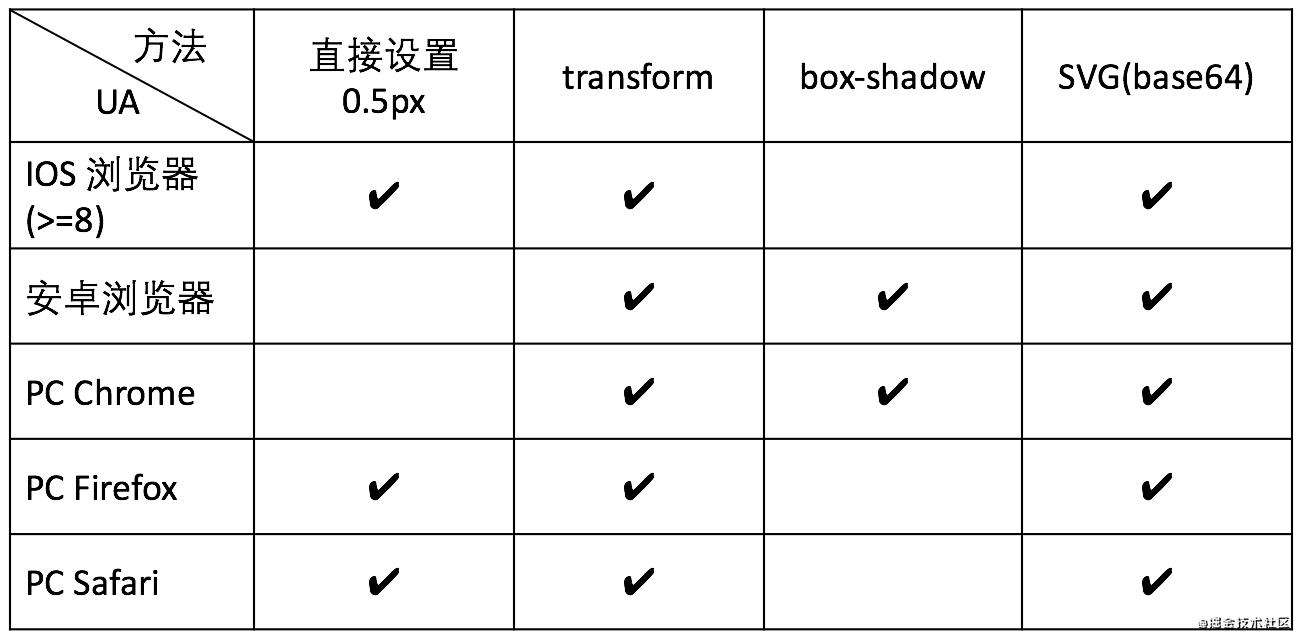 方法
UA
直接设置
0.5px
transform
box-shadow
SVG(base64)
IOS 浏览器
(>=8)
✔ ✔ ✔
安卓浏览器
✔ ✔ ✔
PC Chrome
✔ ✔ ✔
PC Firefox
✔ ✔ ✔
PC Safari
✔ ✔ ✔
@掘金技术社区